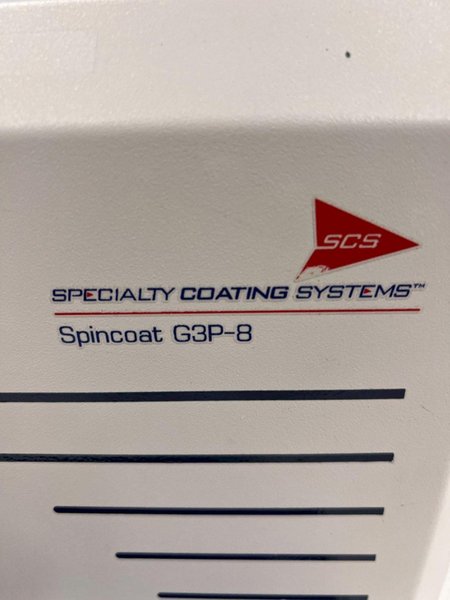 SCS
SPECIALTY COATING SYSTEMS™
Spincoat G3P-8